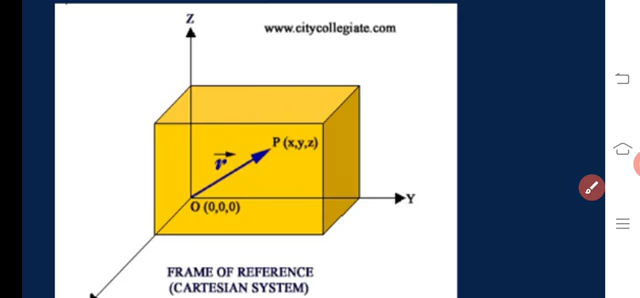 Z
www.citycollegiate.com
P (x,y,z)
r
Y
O (0,0,0)
FRAME OF REFERENCE
(CARTESIAN SYSTEM)